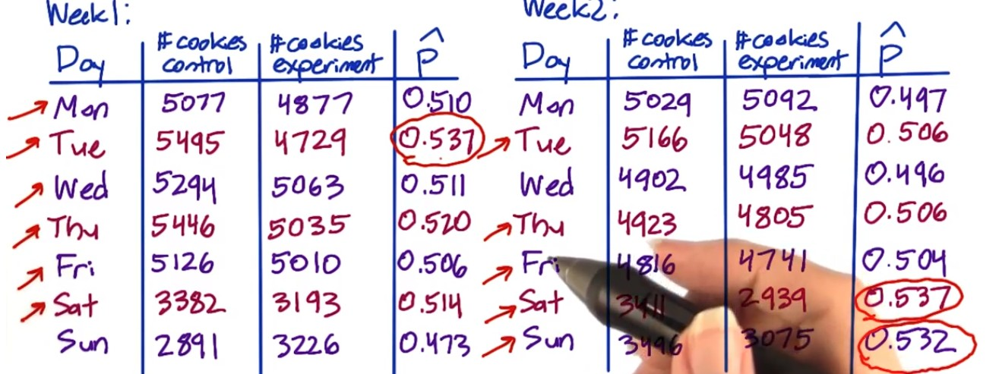 Week1:
Day #cookies control #cookies experiment p̂
Mon 5077 4877 0.510
Tue 5495 4729 0.537
Wed 5294 5063 0.511
Thu 5446 5035 0.520
Fri 5126 5010 0.506
Sat 3382 3193 0.514
Sun 2891 3226 0.473
Week2:
Day #cookies control #cookies experiment p̂
Mon 5029 5092 0.497
Tue 5166 5048 0.506
Wed 4902 4985 0.496
Thu 4923 4805 0.506
Fri 4816 4741 0.504
Sat 3411 2939 0.537
Sun 3496 3075 0.532